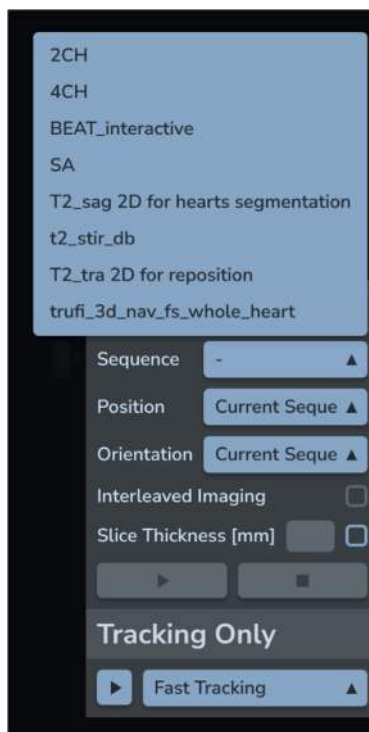 2CH
4CH
BEAT_interactive
SA
T2_sag 2D for hearts segmentation
t2_stir_db
T2_tra 2D for reposition
trufi_3d_nav_fs_whole_heart
Sequence - ▲
Position Current Seque ▲
Orientation Current Seque ▲
Interleaved Imaging
Slice Thickness [mm]
Tracking Only
Fast Tracking ▲